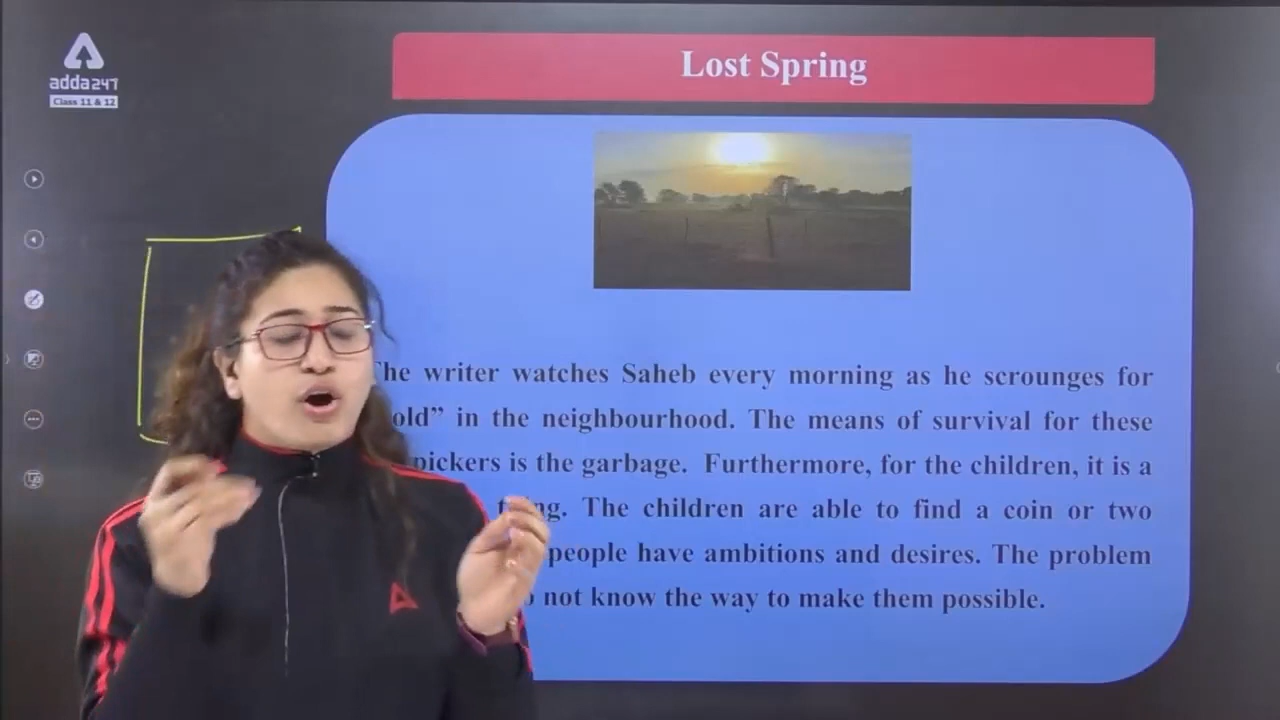 adda247
Class 11 & 12
Lost Spring
The writer watches Saheb every morning as he scrounges for
old” in the neighbourhood. The means of survival for these
pickers is the garbage. Furthermore, for the children, it is a
The children are able to find a coin or two
people have ambitions and desires. The problem
not know the way to make them possible.